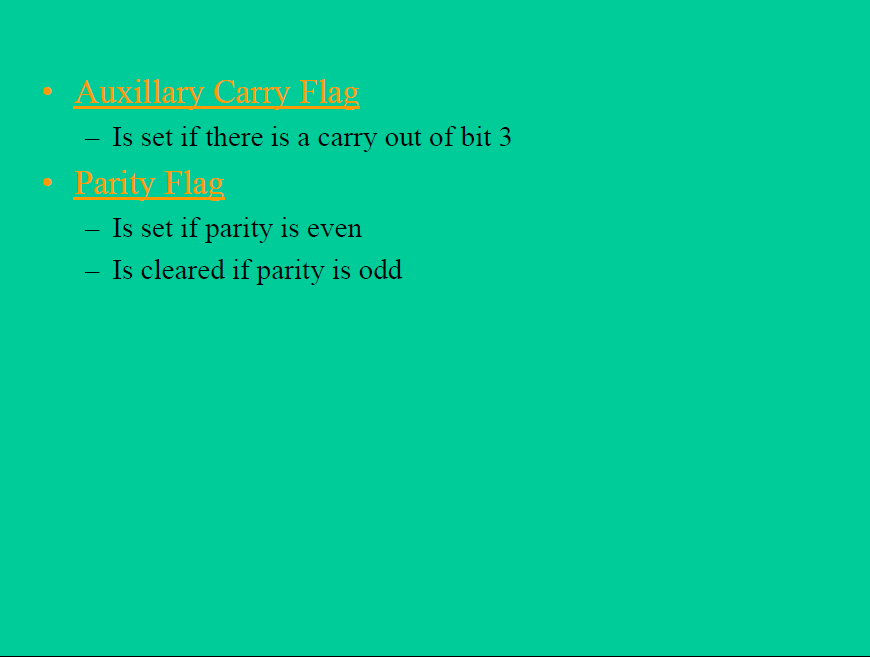 • Auxillary Carry Flag
– Is set if there is a carry out of bit 3
• Parity Flag
– Is set if parity is even
– Is cleared if parity is odd